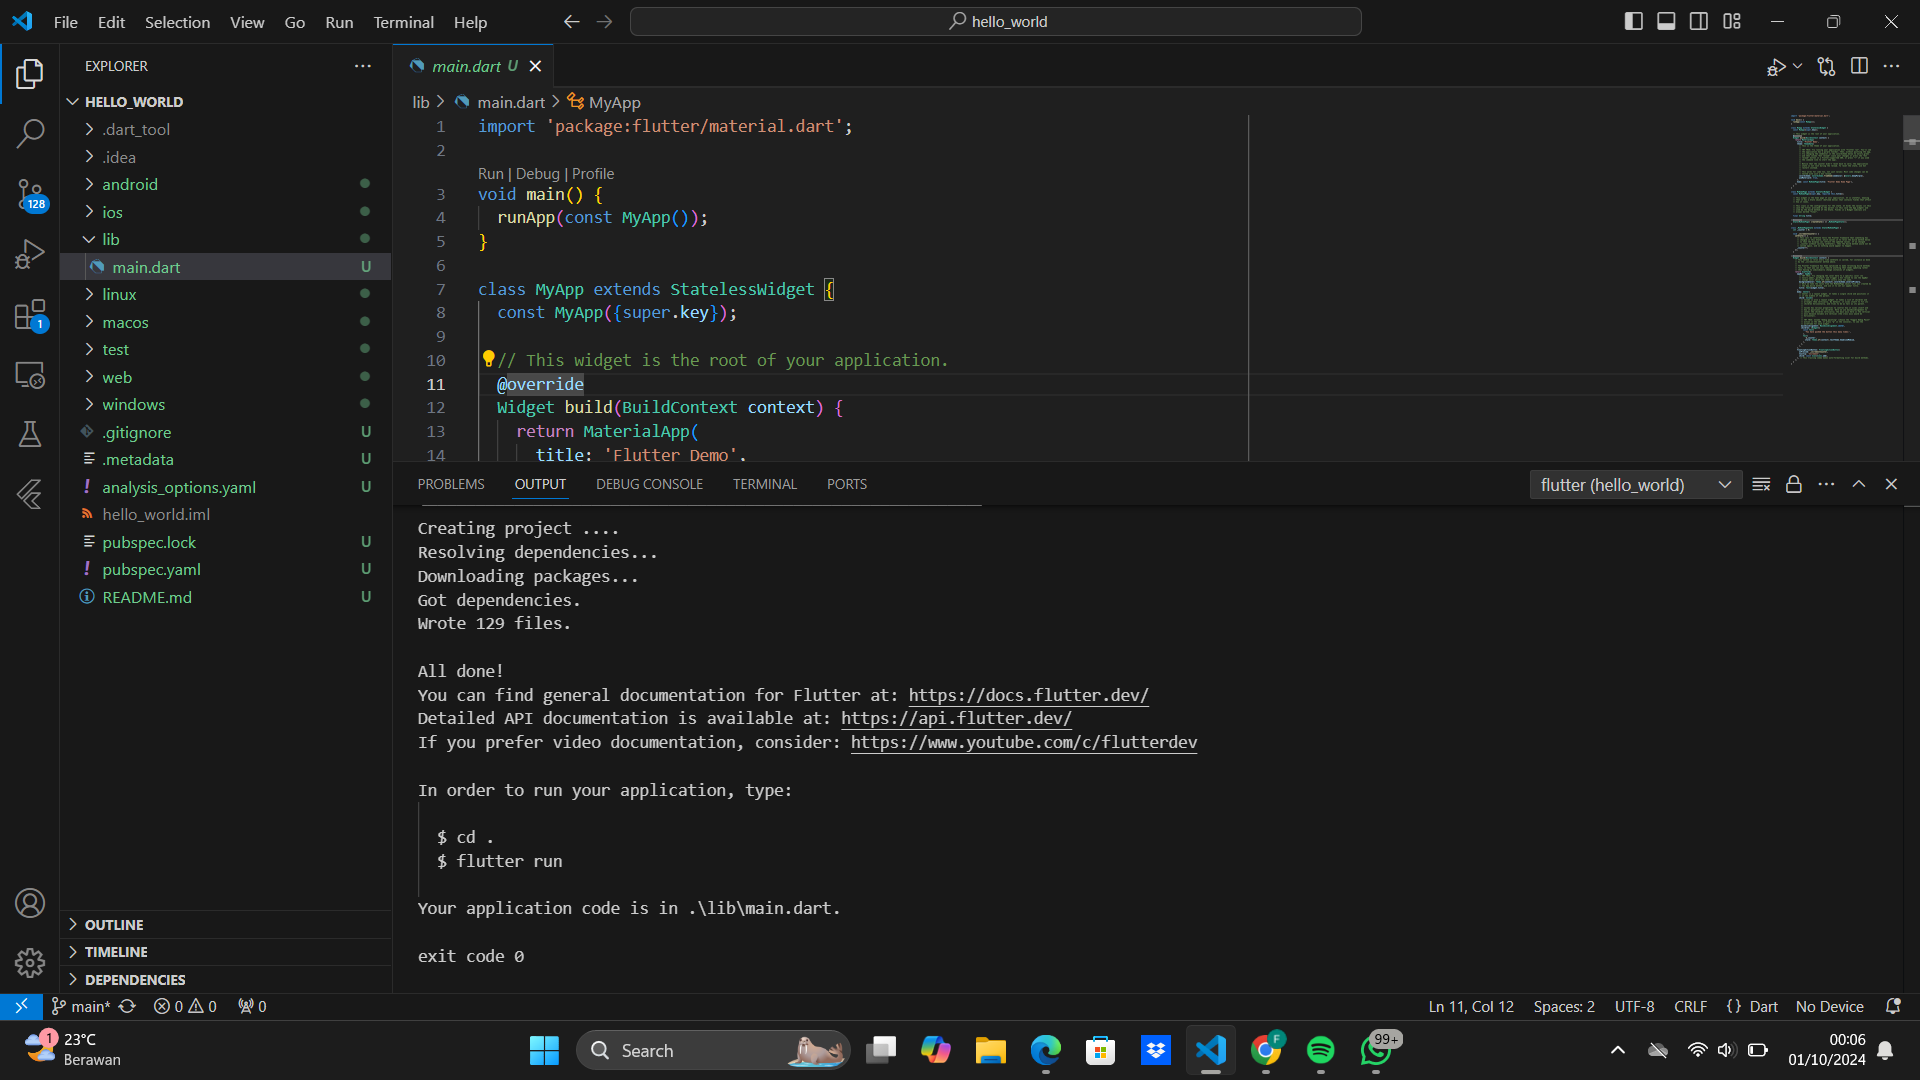 File Edit Selection View Go Run Terminal Help
hello_world
EXPLORER
HELLO_WORLD
.dart_tool
.idea
android
ios
lib
main.dart U
linux
macos
test
web
windows
.gitignore U
.metadata U
analysis_options.yaml U
hello_world.iml
pubspec.lock U
pubspec.yaml U
README.md U
128
1
OUTLINE
TIMELINE
DEPENDENCIES
main.dart U
lib > main.dart > MyApp
1 import 'package:flutter/material.dart';
2
Run | Debug | Profile
3 void main() {
4 runApp(const MyApp());
5 }
6
7 class MyApp extends StatelessWidget {
8 const MyApp({super.key});
9
10 // This widget is the root of your application.
11 @override
12 Widget build(BuildContext context) {
13 return MaterialApp(
14 title: 'Flutter Demo',
PROBLEMS OUTPUT DEBUG CONSOLE TERMINAL PORTS
flutter (hello_world)
Creating project ....
Resolving dependencies...
Downloading packages...
Got dependencies.
Wrote 129 files.
All done!
You can find general documentation for Flutter at: https://docs.flutter.dev/
Detailed API documentation is available at: https://api.flutter.dev/
If you prefer video documentation, consider: https://www.youtube.com/c/flutterdev
In order to run your application, type:
$ cd .
$ flutter run
Your application code is in .\lib\main.dart.
exit code 0
main* 0 0 0
Ln 11, Col 12 Spaces: 2 UTF-8 CRLF {} Dart No Device
1
23°C
Berawan
Search
F
99+
00:06
01/10/2024